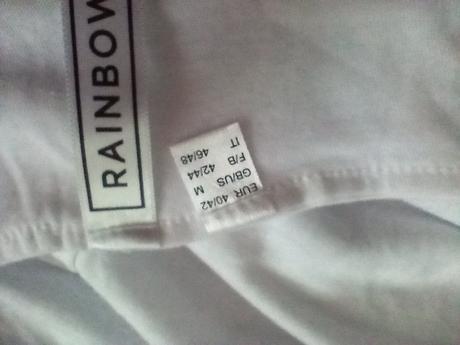 RAINBOW
EUR 40/42
GB/US M
F/B 42/44
IT 46/48